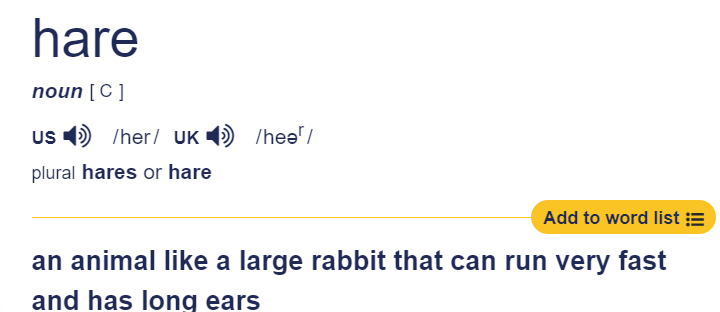 hare
noun [ C ]
US /her/ UK /heəʳ/
plural hares or hare
Add to word list
an animal like a large rabbit that can run very fast
and has long ears